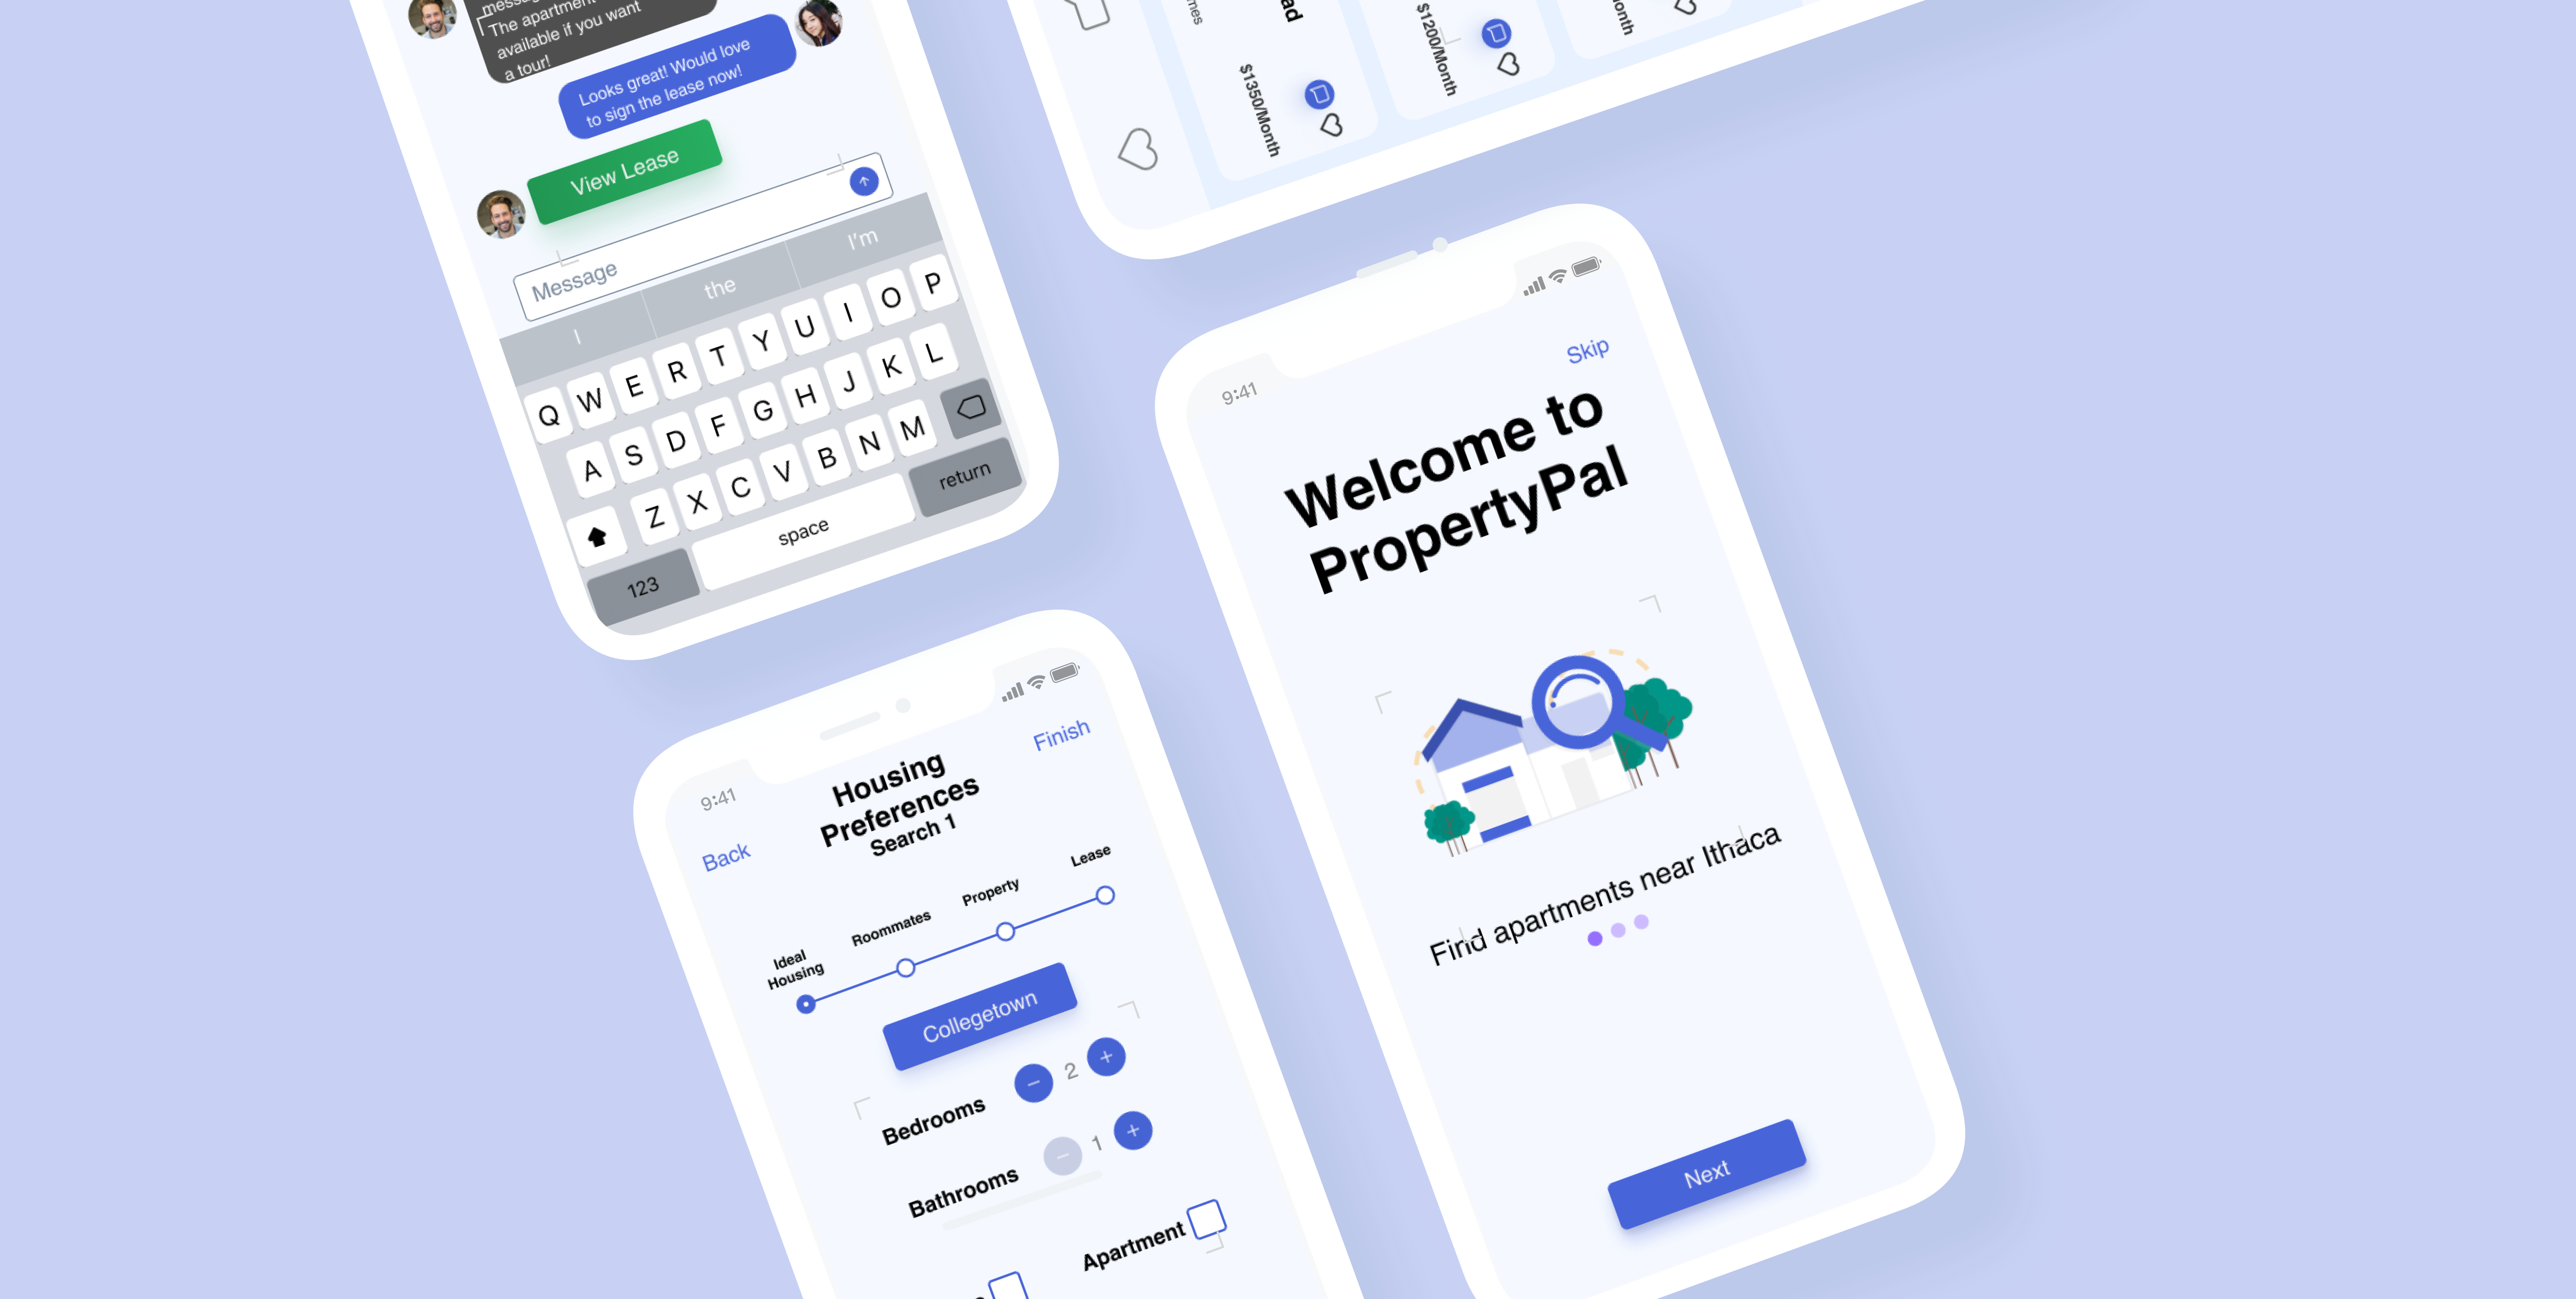 The apartment
available if you want
a tour!
Looks great! Would love
to sign the lease now!
View Lease
Message
I
the
I'm
Q W E R T Y U I O P
A S D F G H J K L
Z X C V B N M
123
space
return
$1350/Month
$1200/Month
9:41
Skip
Welcome to
PropertyPal
Find apartments near Ithaca
Next
9:41
Finish
Back
Housing
Preferences
Search 1
Ideal
Housing
Roommates
Property
Lease
Collegetown
Bedrooms
2
Bathrooms
1
Apartment